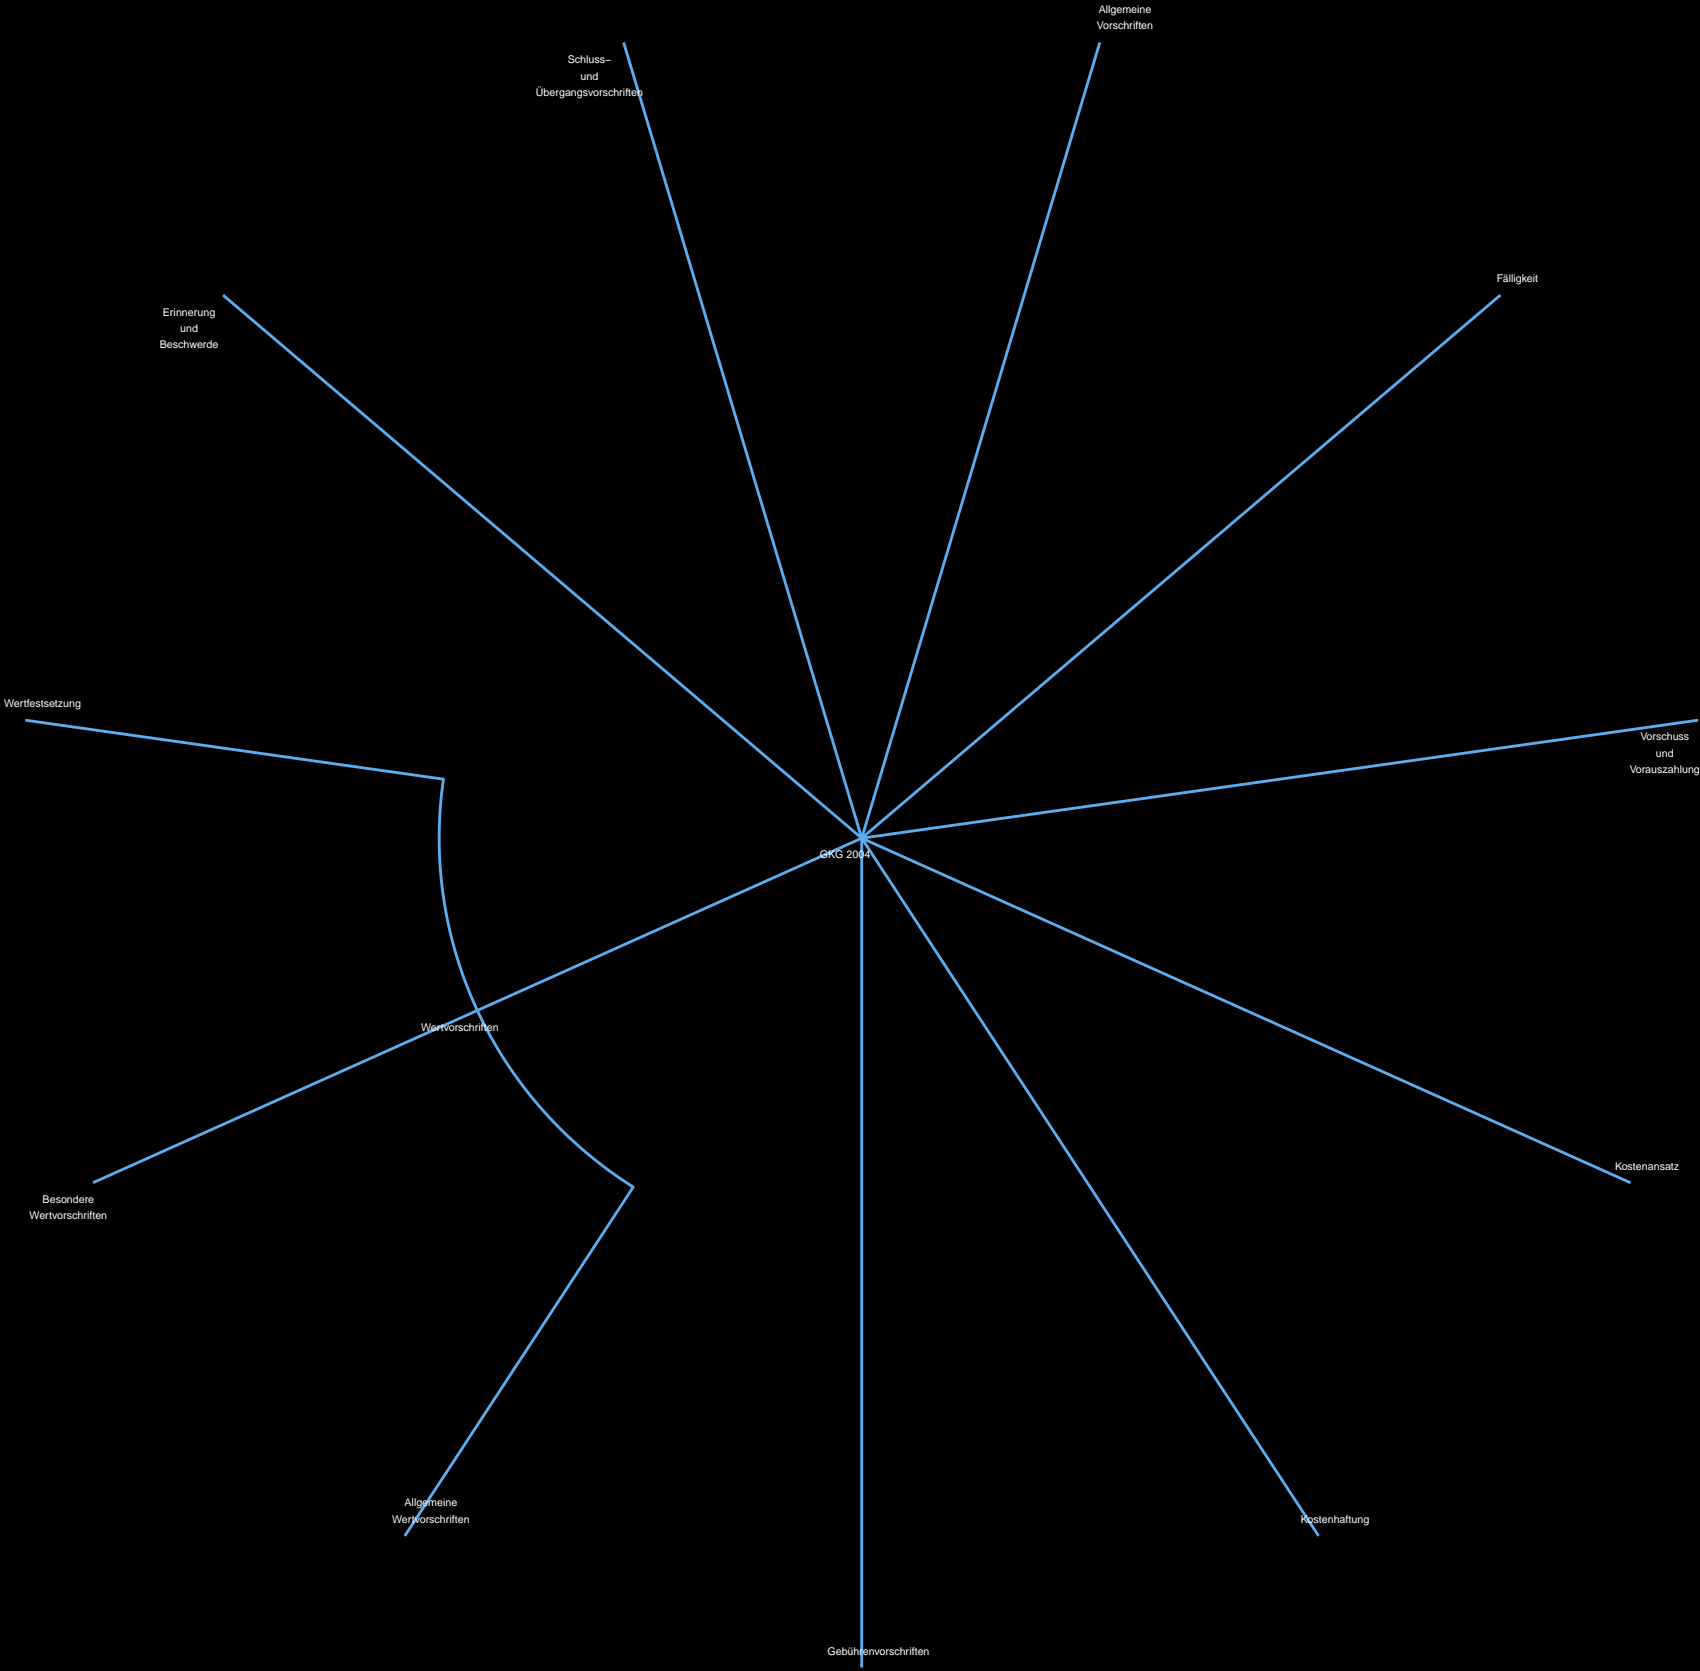 Allgemeine
Vorschriften
Schluss–
und
Übergangsvorschriften
Fälligkeit
Erinnerung
und
Beschwerde
Wertfestsetzung
Vorschuss
und
Vorauszahlung
GKG 2004
Wertvorschriften
Kostenansatz
Besondere
Wertvorschriften
Allgemeine
Wertvorschriften
Kostenhaftung
Gebührenvorschriften